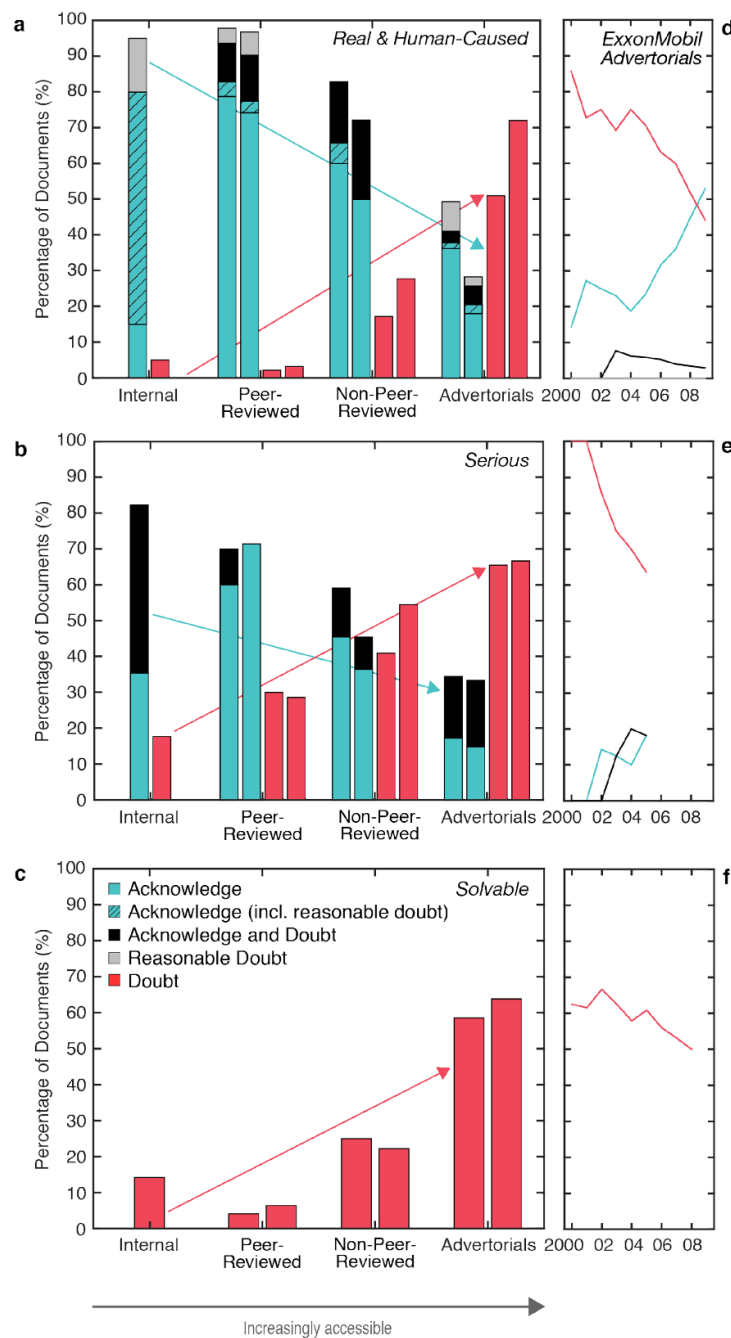 a
100
90
80
70
60
50
40
30
20
10
0
Percentage of Documents (%)
Real & Human-Caused
Internal
Peer-
Reviewed
Non-Peer-
Reviewed
Advertorials
d
ExxonMobil
Advertorials
2000 02 04 06 08
b
100
90
80
70
60
50
40
30
20
10
0
Percentage of Documents (%)
Serious
Internal
Peer-
Reviewed
Non-Peer-
Reviewed
Advertorials
e
2000 02 04 06 08
c
100
90
80
70
60
50
40
30
20
10
0
Percentage of Documents (%)
Solvable
Acknowledge
Acknowledge (incl. reasonable doubt)
Acknowledge and Doubt
Reasonable Doubt
Doubt
Internal
Peer-
Reviewed
Non-Peer-
Reviewed
Advertorials
f
2000 02 04 06 08
Increasingly accessible